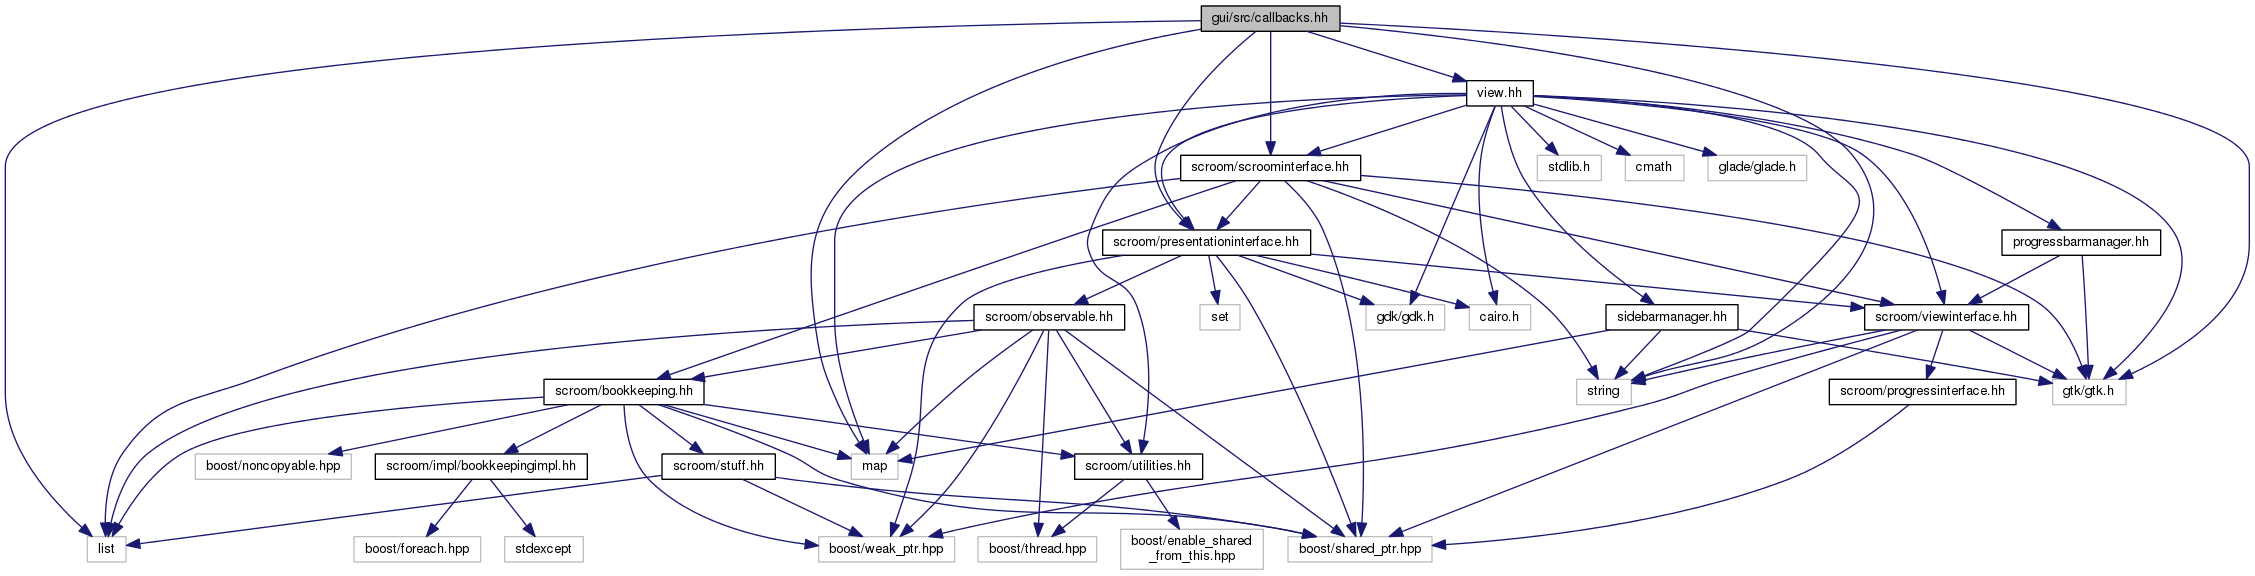 gui/src/callbacks.hh
view.hh
scroom/scroominterface.hh
stdlib.h
cmath
glade/glade.h
scroom/presentationinterface.hh
progressbarmanager.hh
scroom/observable.hh
set
gdk/gdk.h
cairo.h
sidebarmanager.hh
scroom/viewinterface.hh
scroom/bookkeeping.hh
string
scroom/progressinterface.hh
gtk/gtk.h
boost/noncopyable.hpp
scroom/impl/bookkeepingimpl.hh
scroom/stuff.hh
map
scroom/utilities.hh
list
boost/foreach.hpp
stdexcept
boost/weak_ptr.hpp
boost/thread.hpp
boost/enable_shared
_from_this.hpp
boost/shared_ptr.hpp